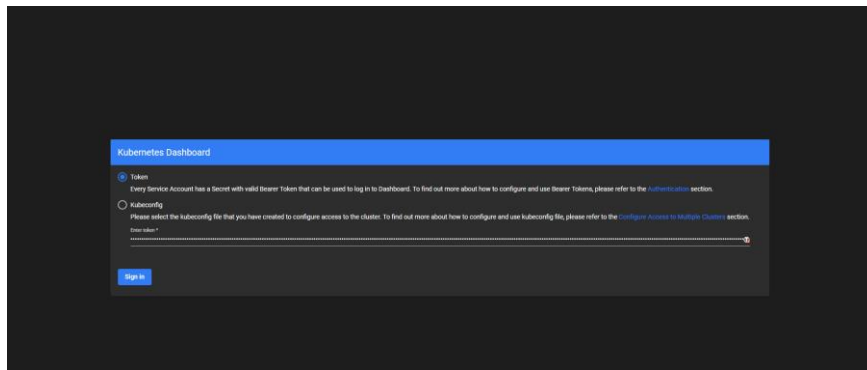 Kubernetes Dashboard
Token
Every Service Account has a Secret with valid Bearer Token that can be used to log in to Dashboard. To find out more about how to configure and use Bearer Tokens, please refer to the Authentication section.
Kubeconfig
Please select the kubeconfig file that you have created to configure access to the cluster. To find out more about how to configure and use kubeconfig file, please refer to the Configure Access to Multiple Clusters section.
Enter token *
Sign in